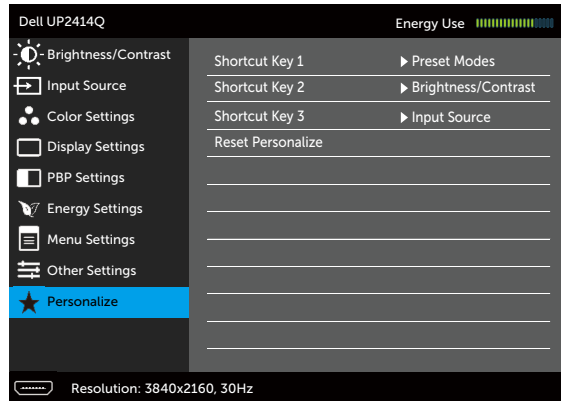 Dell UP2414Q Energy Use
Brightness/Contrast
Input Source
Color Settings
Display Settings
PBP Settings
Energy Settings
Menu Settings
Other Settings
Personalize
Shortcut Key 1 Preset Modes
Shortcut Key 2 Brightness/Contrast
Shortcut Key 3 Input Source
Reset Personalize
Resolution: 3840x2160, 30Hz